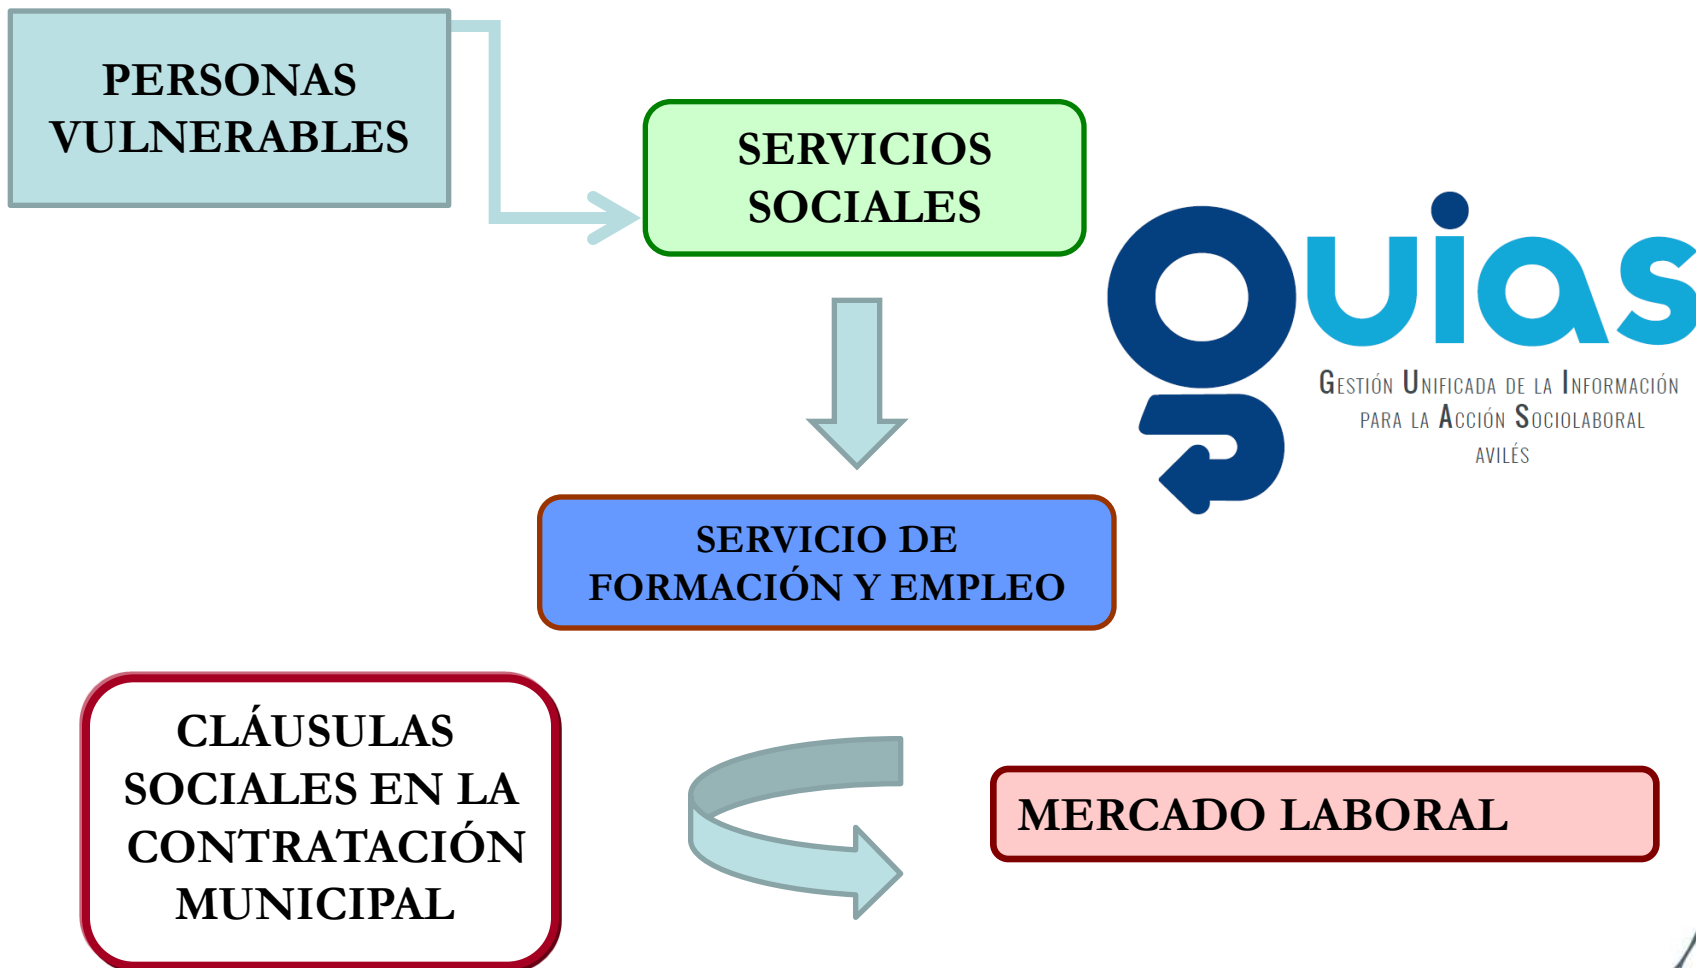 PERSONAS
VULNERABLES
SERVICIOS
SOCIALES
guias
GESTIÓN UNIFICADA DE LA INFORMACIÓN
PARA LA ACCIÓN SOCIOLABORAL
AVILÉS
SERVICIO DE
FORMACIÓN Y EMPLEO
CLÁUSULAS
SOCIALES EN LA
CONTRATACIÓN
MUNICIPAL
MERCADO LABORAL